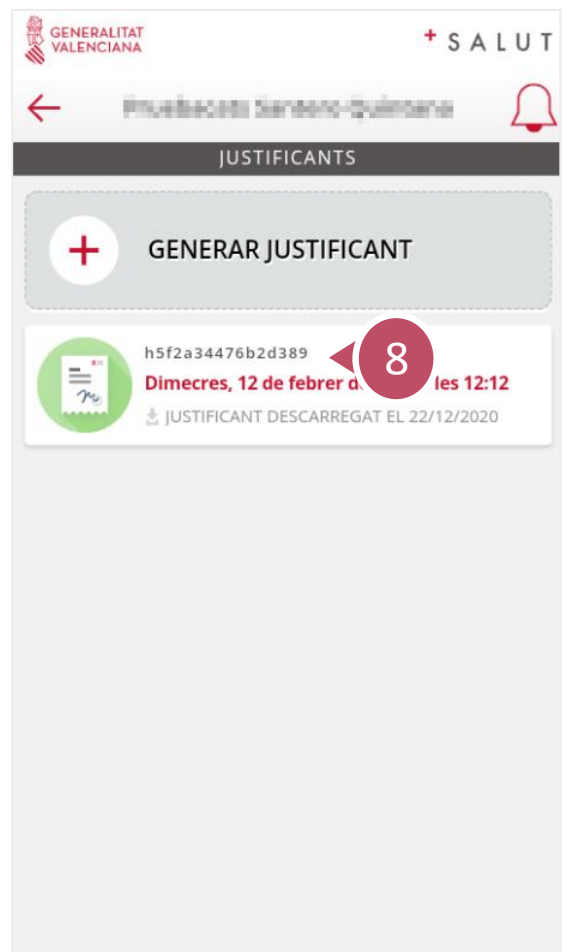 GENERALITAT
VALENCIANA
+SALUT
JUSTIFICANTS
GENERAR JUSTIFICANT
h5f2a34476b2d389
8
Dimecres, 12 de febrer les 12:12
JUSTIFICANT DESCARREGAT EL 22/12/2020